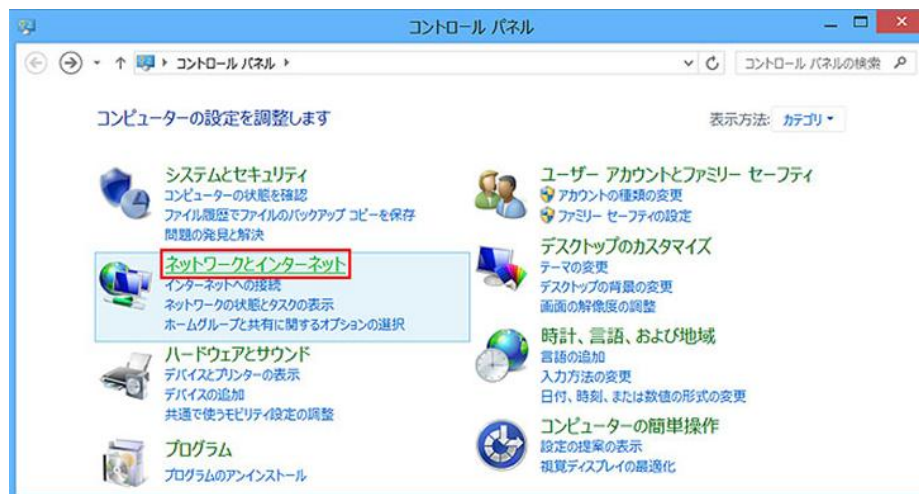 コントロール パネル
コントロール パネル
コントロール パネルの検索
コンピューターの設定を調整します
表示方法: カテゴリ
システムとセキュリティ
コンピューターの状態を確認
ファイル履歴でファイルのバックアップ コピーを保存
問題の発見と解決
ネットワークとインターネット
インターネットへの接続
ネットワークの状態とタスクの表示
ホームグループと共有に関するオプションの選択
ハードウェアとサウンド
デバイスとプリンターの表示
デバイスの追加
共通で使うモビリティ設定の調整
プログラム
プログラムのアンインストール
ユーザー アカウントとファミリー セーフティ
アカウントの種類の変更
ファミリー セーフティの設定
デスクトップのカスタマイズ
テーマの変更
デスクトップの背景の変更
画面の解像度の調整
時計、言語、および地域
言語の追加
入力方法の変更
日付、時刻、または数値の形式の変更
コンピューターの簡単操作
設定の提案の表示
視覚ディスプレイの最適化